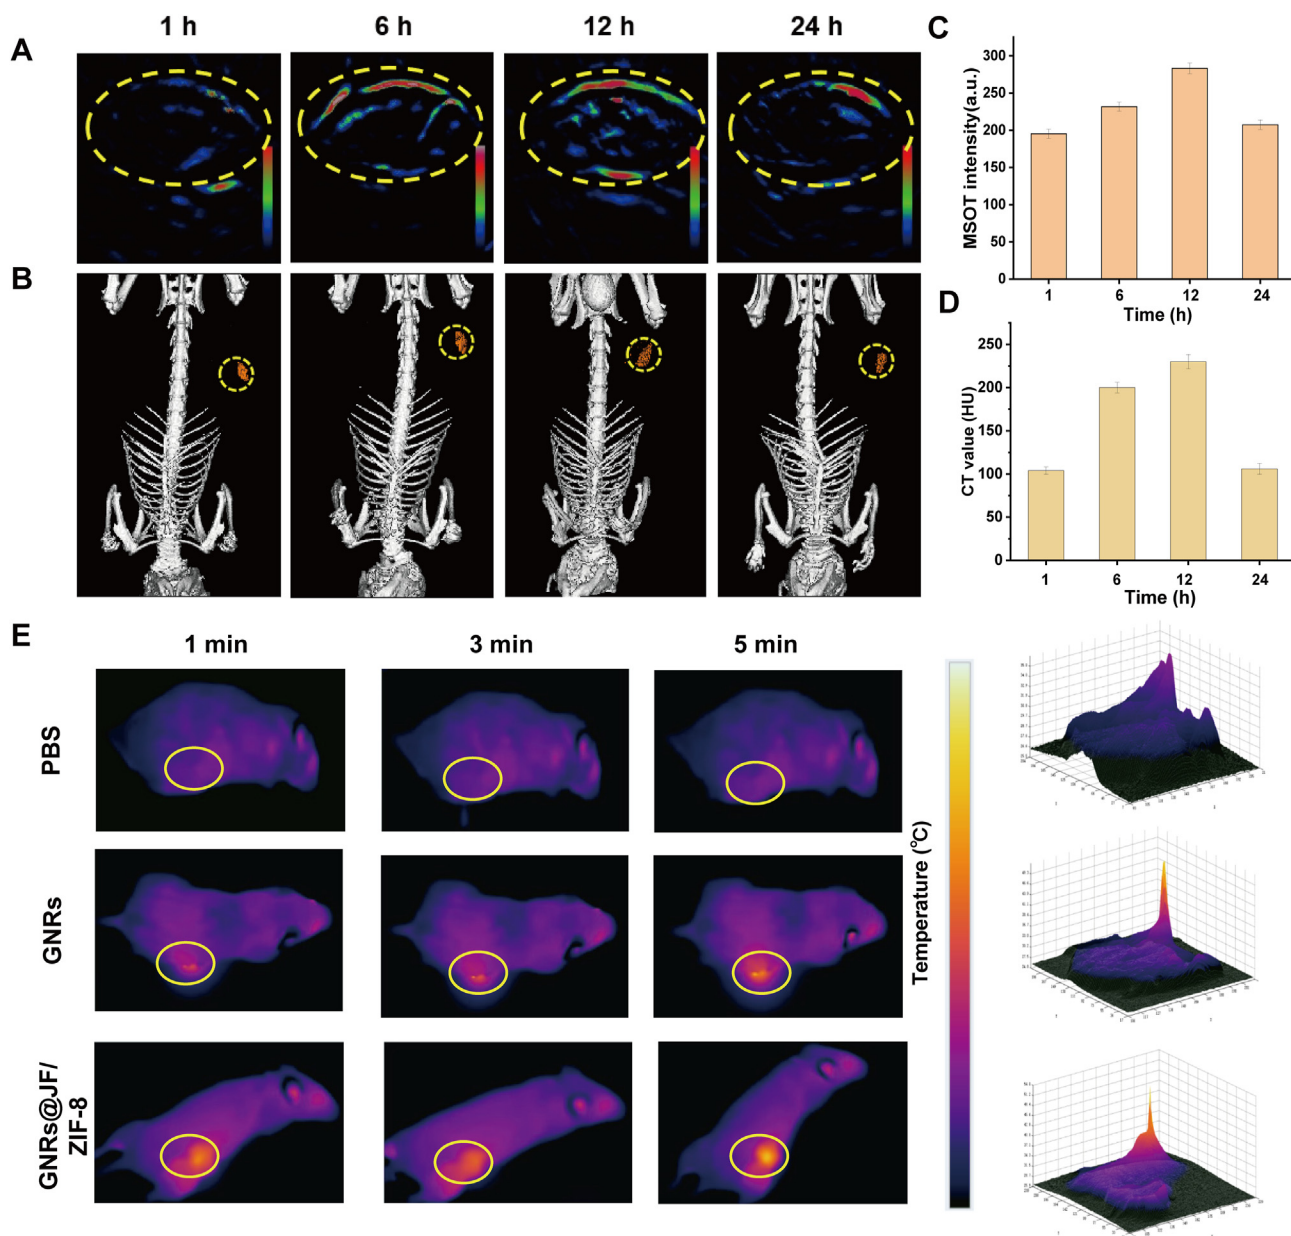 1 h 6 h 12 h 24 h
A
B
C
MSOT intensity(a.u.)
300
250
200
150
100
50
0
1 6 12 24
Time (h)
D
CT value (HU)
250
200
150
100
50
0
1 6 12 24
Time (h)
E
1 min 3 min 5 min
PBS
GNRs
GNRs@JF/
ZIF-8
Temperature (℃)